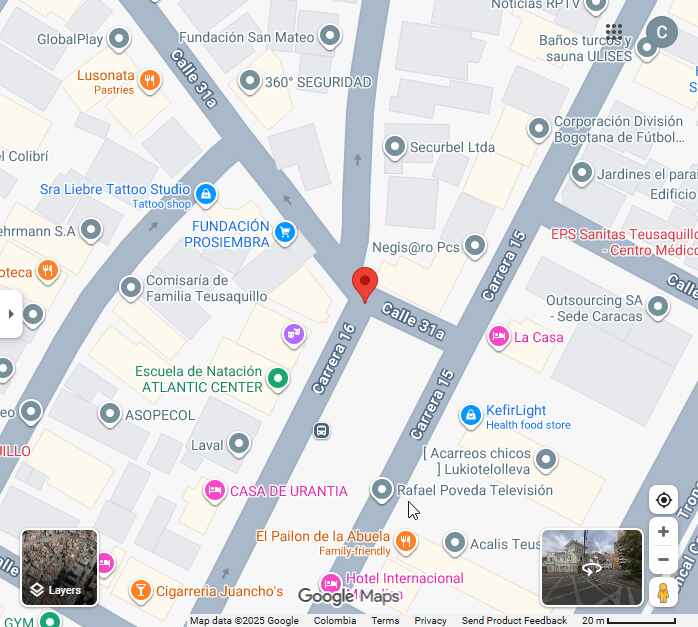 Noticias RPTV
GlobalPlay
Fundación San Mateo
C
Baños turcos y
sauna ULISES
Lusonata
Pastries
Calle 31a
360° SEGURIDAD
Corporación División
Bogotana de Fútbol...
Securbel Ltda
Colibrí
Jardines el parai
Edificio
Sra Liebre Tattoo Studio
Tattoo shop
FUNDACIÓN
PROSIEMBRA
ehrmann S.A
EPS Sanitas Teusaquillo
- Centro Médico
Negis@ro Pcs
Carrera 15
oteca
Comisaría de
Familia Teusaquillo
Calle
Outsourcing SA
- Sede Caracas
Calle 31a
La Casa
Carrera 16
Escuela de Natación
ATLANTIC CENTER
Carrera 15
ASOPECOL
KefirLight
Health food store
eo
Laval
[ Acarreos chicos
] Lukiotelolleva
ILLO
CASA DE URANTIA
Rafael Poveda Televisión
El Pailon de la Abuela
Family-friendly
Acalis Teus
Calle
Layers
Cigarreria Juancho's
Hotel Internacional
Google Maps
GYM
Map data ©2025 Google
Colombia
Terms
Privacy
Send Product Feedback
20 m